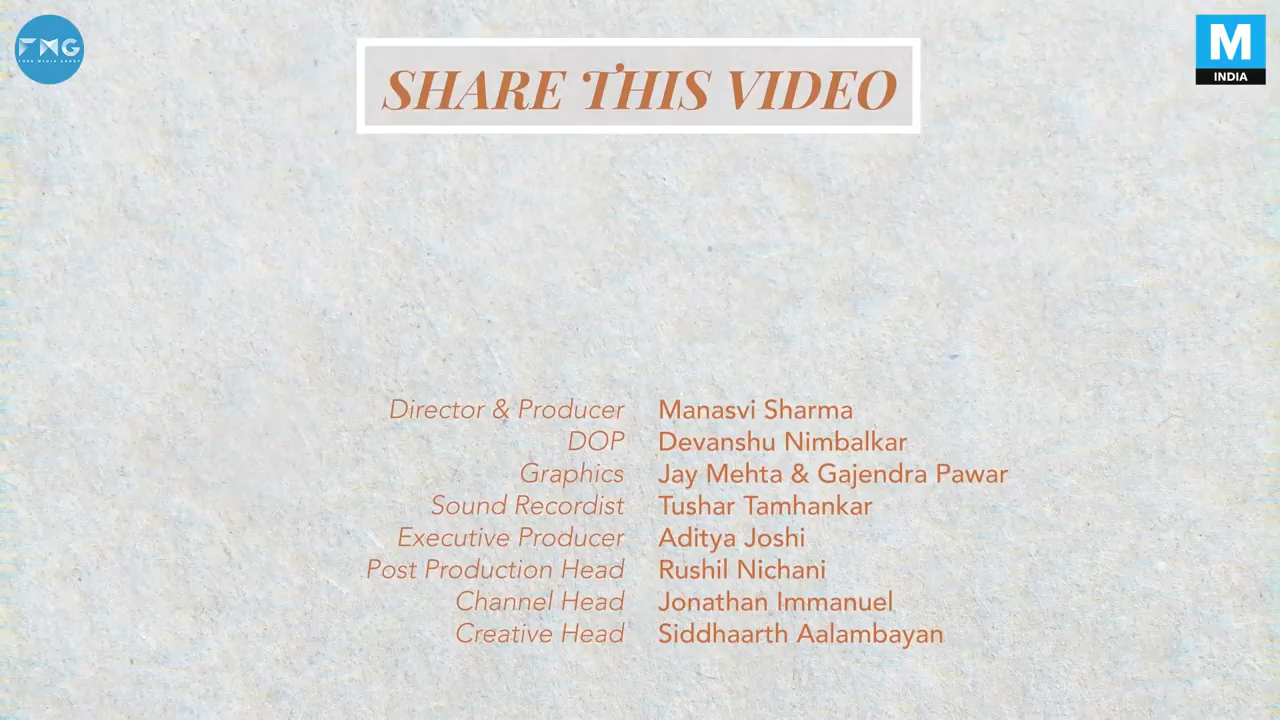 FMG
M
INDIA
SHARE THIS VIDEO
Director & Producer Manasvi Sharma
DOP Devanshu Nimbalkar
Graphics Jay Mehta & Gajendra Pawar
Sound Recordist Tushar Tamhankar
Executive Producer Aditya Joshi
Post Production Head Rushil Nichani
Channel Head Jonathan Immanuel
Creative Head Siddhaarth Aalambayan